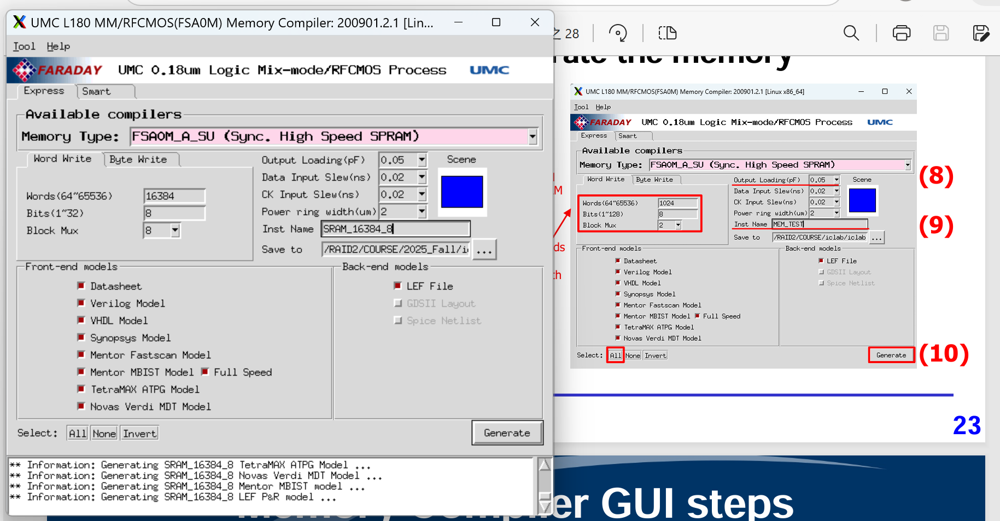 UMC L180 MM/RFCMOS(FSA0M) Memory Compiler: 200901.2.1 [Lin...
Tool Help
FARADAY UMC 0.18um Logic Mix-mode/RFCMOS Process UMC
Express Smart
Available compilers
Memory Type: FSA0M_A_SU (Sync. High Speed SPRAM)
Word Write Byte Write
Words(64~65536) 16384
Bits(1~32) 8
Block Mux 8
Output Loading(pF) 0.05
Data Input Slew(ns) 0.02
CK Input Slew(ns) 0.02
Power ring width(um) 2
Scene
Inst Name SRAM_16384_8
Save to /RAID2/COURSE/2025_Fall/i ...
Front-end models
Datasheet
Verilog Model
VHDL Model
Synopsys Model
Mentor Fastscan Model
Mentor MBIST Model Full Speed
TetraMAX ATPG Model
Novas Verdi MDT Model
Back-end models
LEF File
GDSII Layout
Spice Netlist
Select: All None Invert
Generate
** Information: Generating SRAM_16384_8 TetraMAX ATPG Model ...
** Information: Generating SRAM_16384_8 Novas Verdi MDT Model ...
** Information: Generating SRAM_16384_8 Mentor MBIST model ...
** Information: Generating SRAM_16384_8 LEF P&R model ...
28
rate the memory
UMC L180 MM/RFCMOS(FSA0M) Memory Compiler: 200901.2.1 [Linux x86_64]
Tool Help
FARADAY UMC 0.18um Logic Mix-mode/RFCMOS Process UMC
Express Smart
Available compilers
Memory Type: FSA0M_A_SU (Sync. High Speed SPRAM)
Word Write Byte Write
Words(64~65536) 1024
Bits(1~128) 8
Block Mux 2
Output Loading(pF) 0.05
Data Input Slew(ns) 0.02
CK Input Slew(ns) 0.02
Power ring width(um) 2
Scene
Inst Name MEM_TEST
Save to /RAID2/COURSE/iclab/iclab ...
(8)
(9)
Front-end models
Datasheet
Verilog Model
VHDL Model
Synopsys Model
Mentor Fastscan Model
Mentor MBIST Model Full Speed
TetraMAX ATPG Model
Novas Verdi MDT Model
Back-end models
LEF File
GDSII Layout
Spice Netlist
Select: All None Invert
Generate
(10)
23
er GUI steps